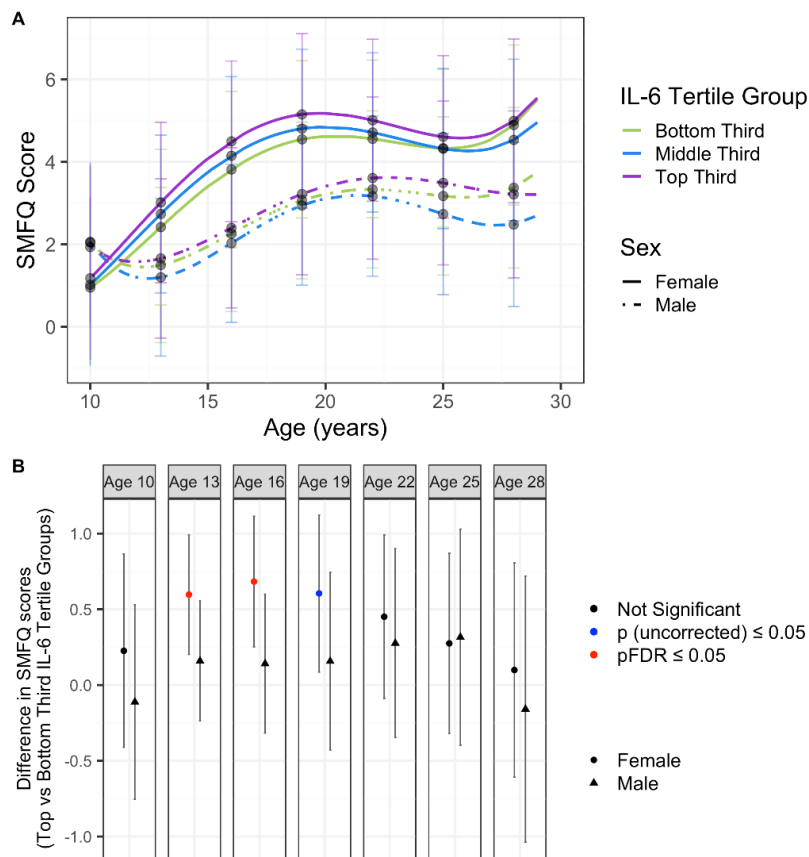 A
SMFQ Score
6
4
2
0
10
15
20
25
30
Age (years)
IL-6 Tertile Group
Bottom Third
Middle Third
Top Third
Sex
Female
Male
B
Difference in SMFQ scores
(Top vs Bottom Third IL-6 Tertile Groups)
Age 10
Age 13
Age 16
Age 19
Age 22
Age 25
Age 28
1.0
0.5
0.0
-0.5
-1.0
Not Significant
p (uncorrected) ≤ 0.05
pFDR ≤ 0.05
Female
Male